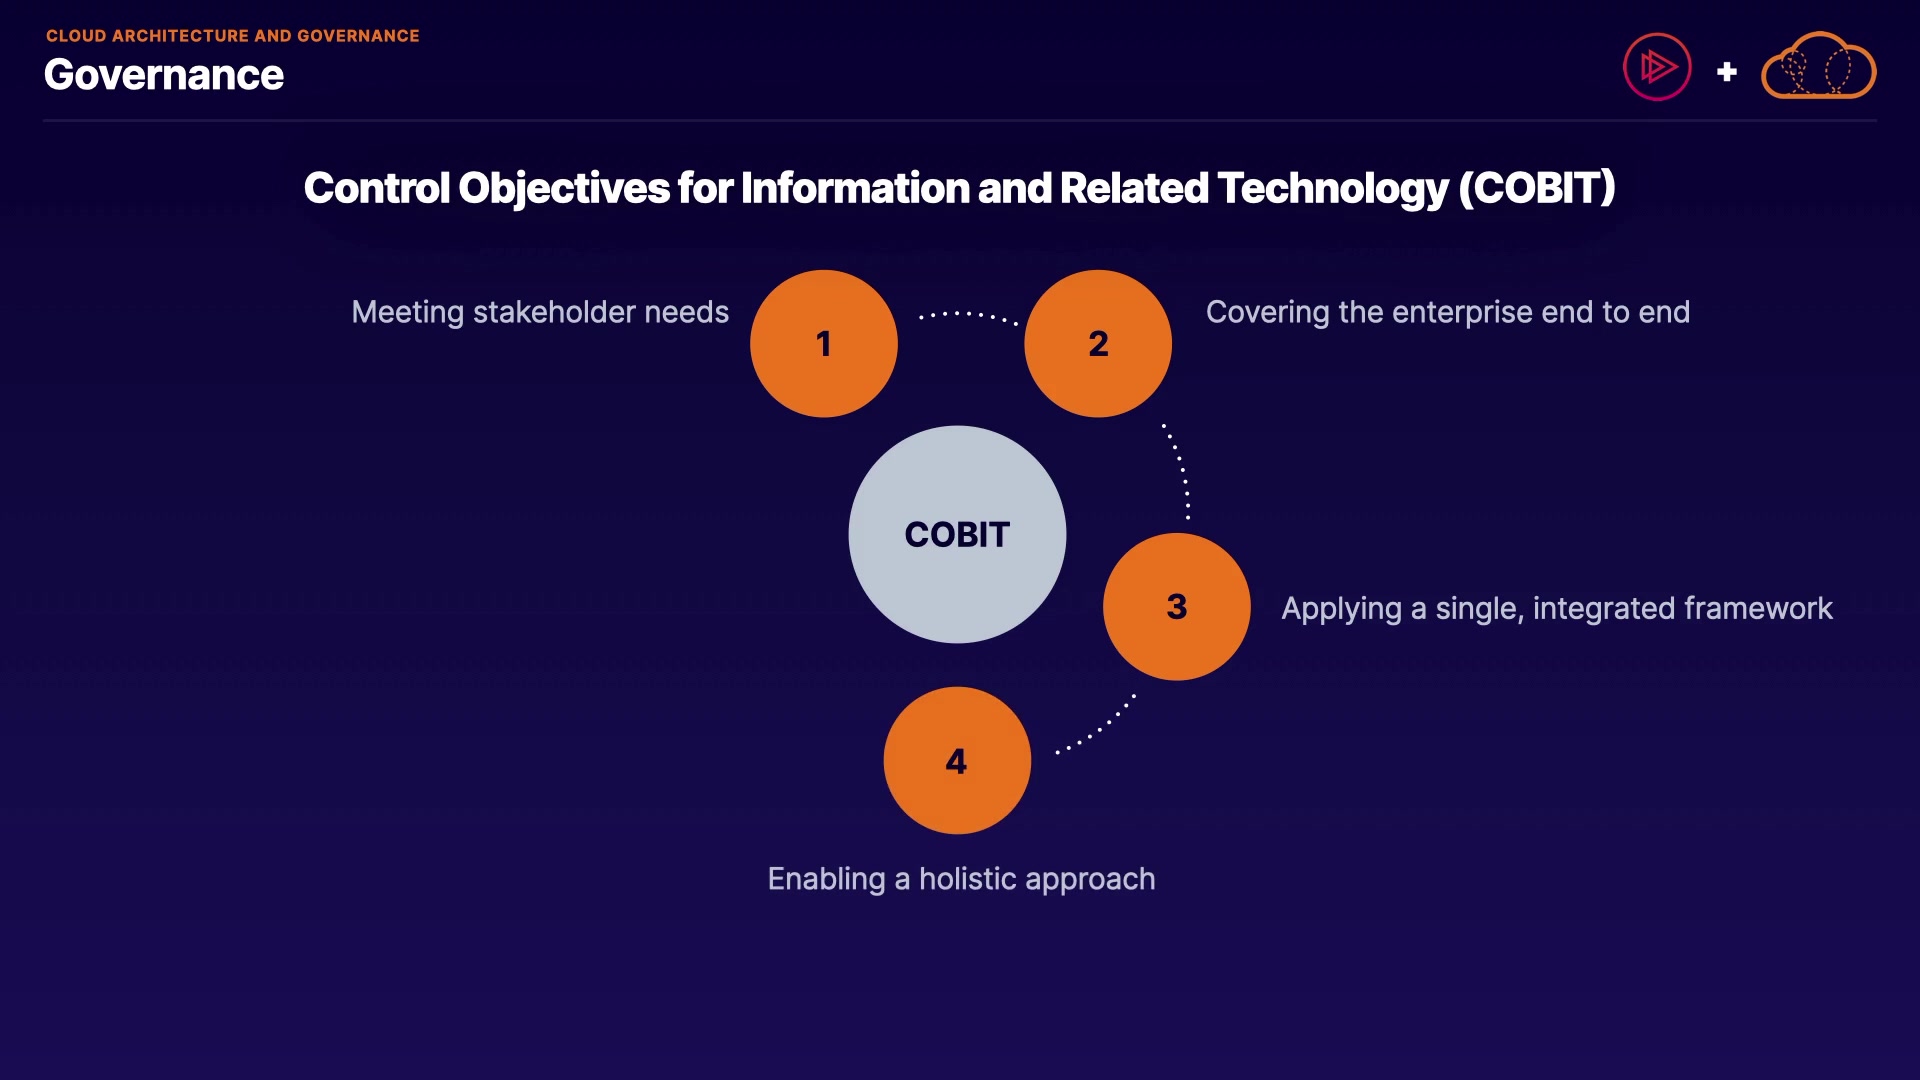 CLOUD ARCHITECTURE AND GOVERNANCE
Governance
Control Objectives for Information and Related Technology (COBIT)
Meeting stakeholder needs
1
2
Covering the enterprise end to end
COBIT
3
Applying a single, integrated framework
4
Enabling a holistic approach